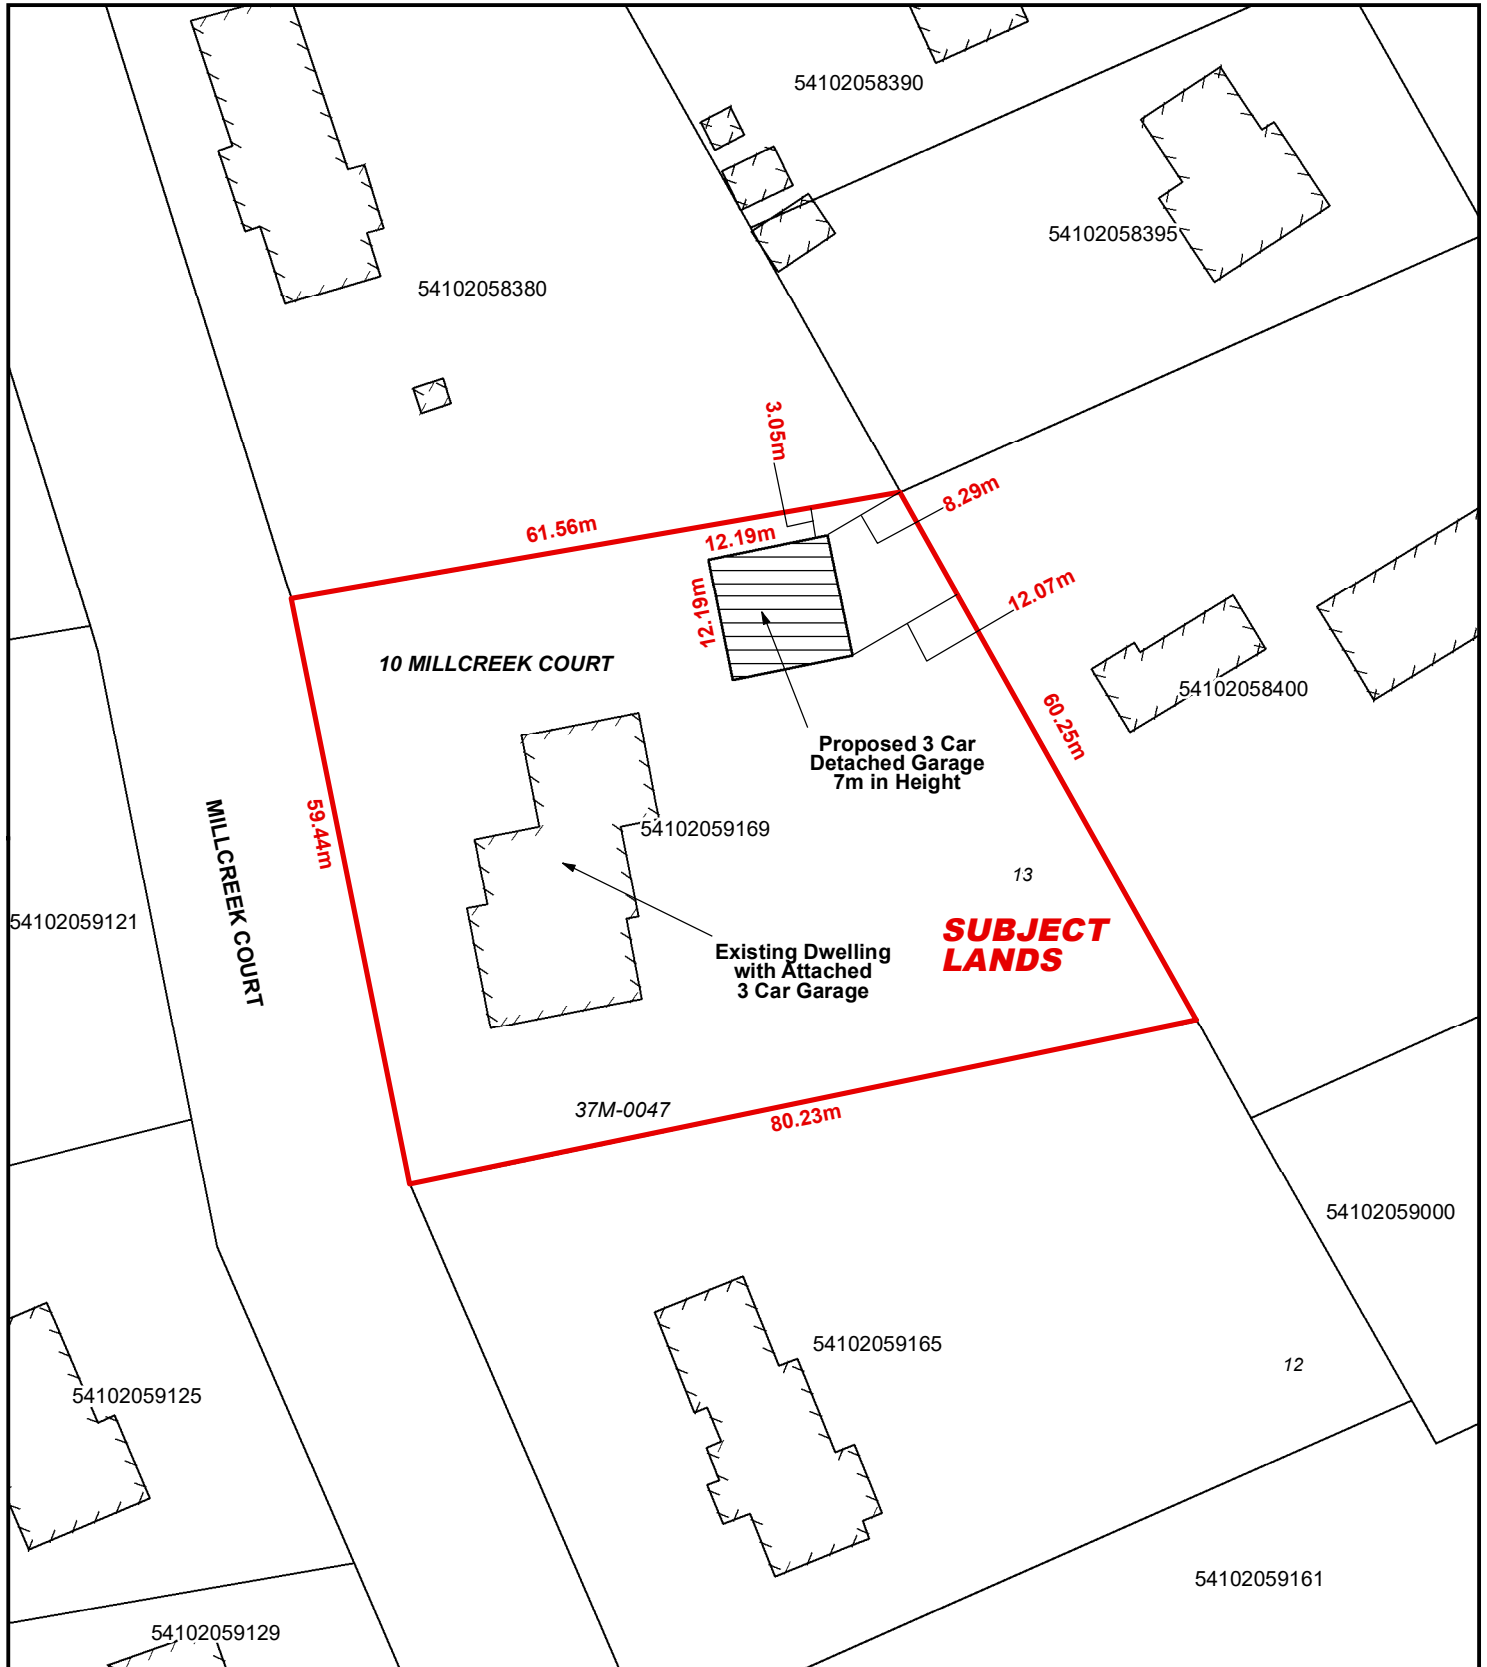 54102058390
54102058395
54102058380
3.05m
8.29m
61.56m
12.19m
12.19m
12.07m
10 MILLCREEK COURT
54102058400
60.25m
Proposed 3 Car
Detached Garage
7m in Height
59.44m
MILLCREEK COURT
54102059169
13
54102059121
SUBJECT
LANDS
Existing Dwelling
with Attached
3 Car Garage
37M-0047
80.23m
54102059000
54102059165
12
54102059125
54102059161
54102059129